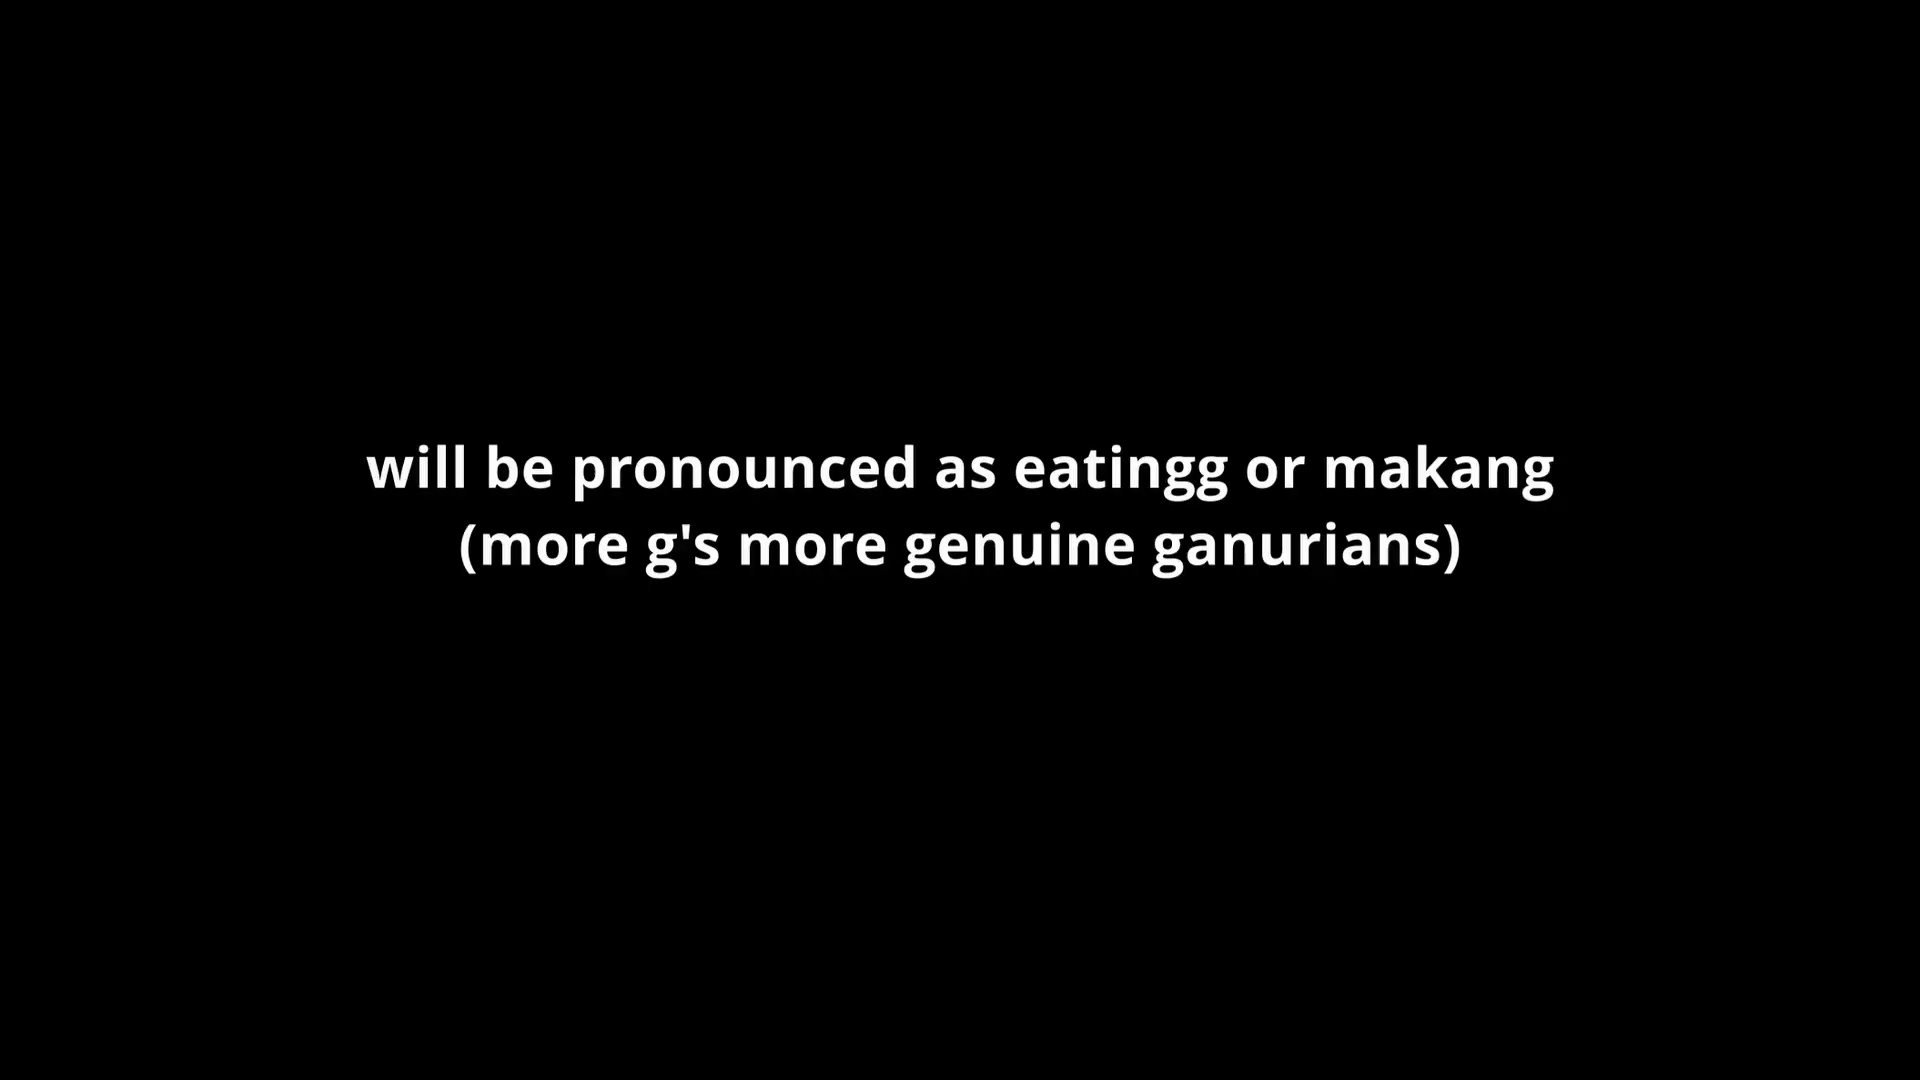 will be pronounced as eatingg or makang
(more g's more genuine ganurians)